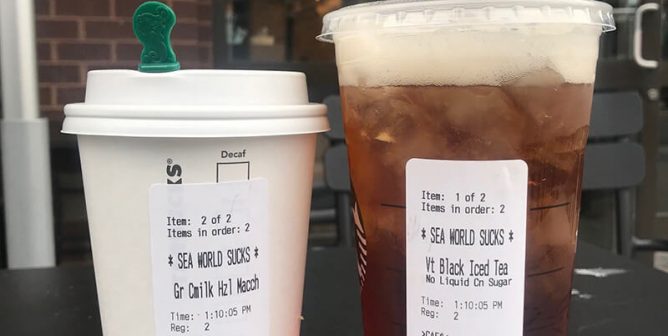 Decaf
Item: 2 of 2
Items in order: 2
* SEA WORLD SUCKS *
Gr Cmilk Hzl Macch
Time: 1:10:05 PM
Reg: 2
Item: 1 of 2
Items in order: 2
* SEA WORLD SUCKS *
Vt Black Iced Tea
No Liquid Cn Sugar
Time: 1:10:05 PM
Reg: 2